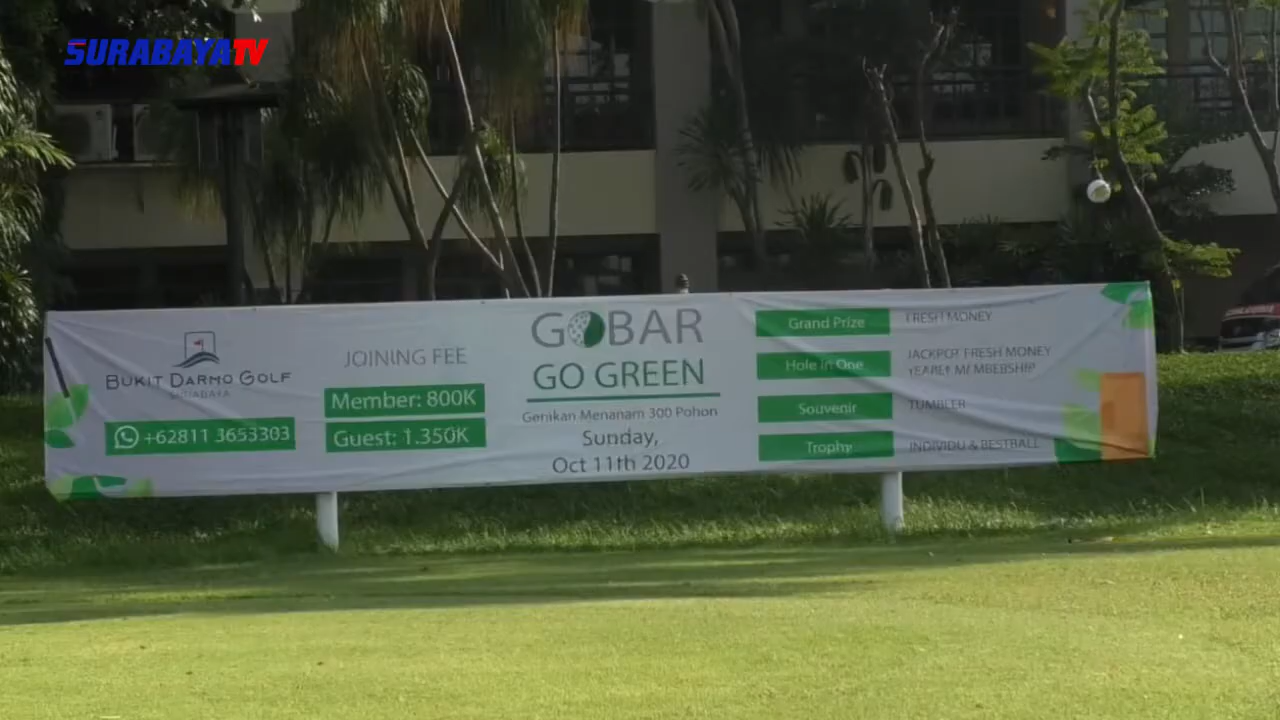 SURABAYATV
BUKIT DARMO GOLF
SURABAYA
+62811 3653303
JOINING FEE
Member: 800K
Guest: 1.350K
GOBAR
GO GREEN
Gerakan Menanam 300 Pohon
Sunday,
Oct 11th 2020
Grand Prize
FRESH MONEY
Hole in One
JACKPOT FRESH MONEY
YEARLY MEMBERSHIP
Souvenir
TUMBLER
Trophy
INDIVIDU & BESTBALL